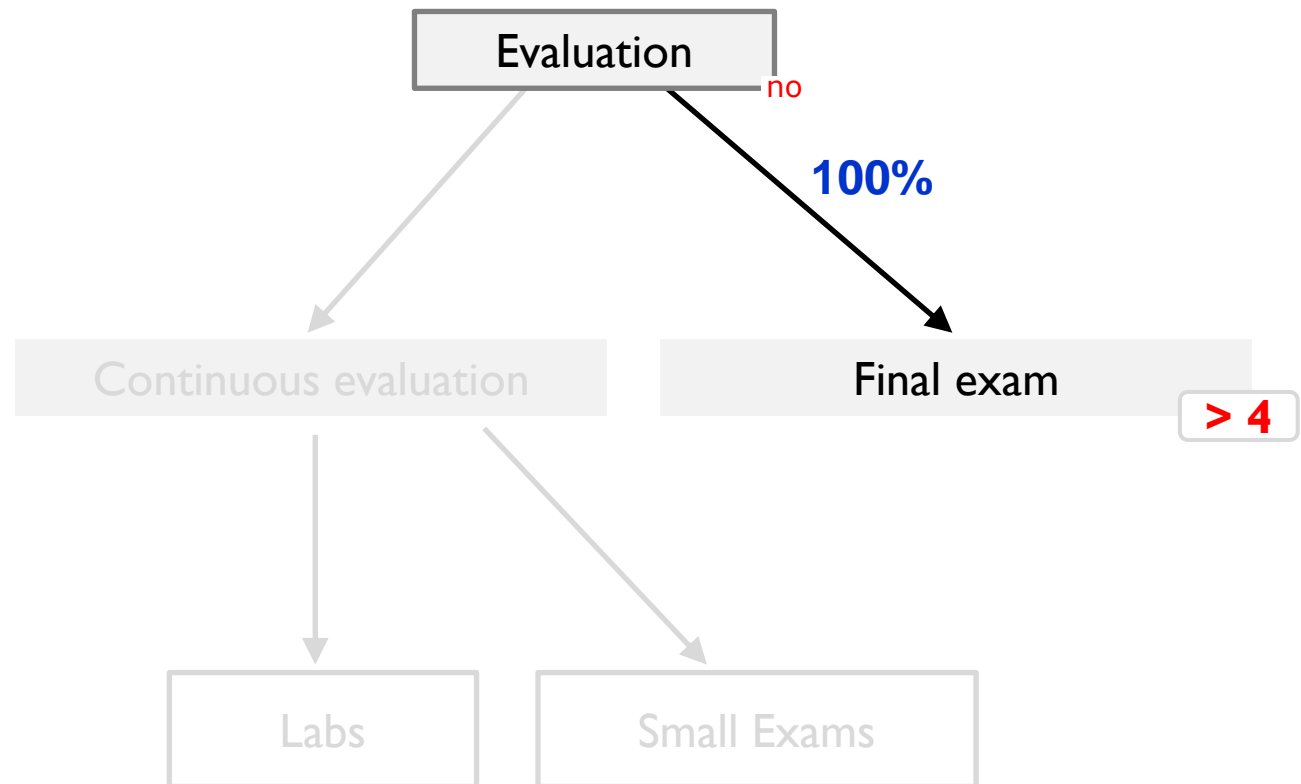 Evaluation
no
100%
Continuous evaluation
Final exam
> 4
Labs
Small Exams